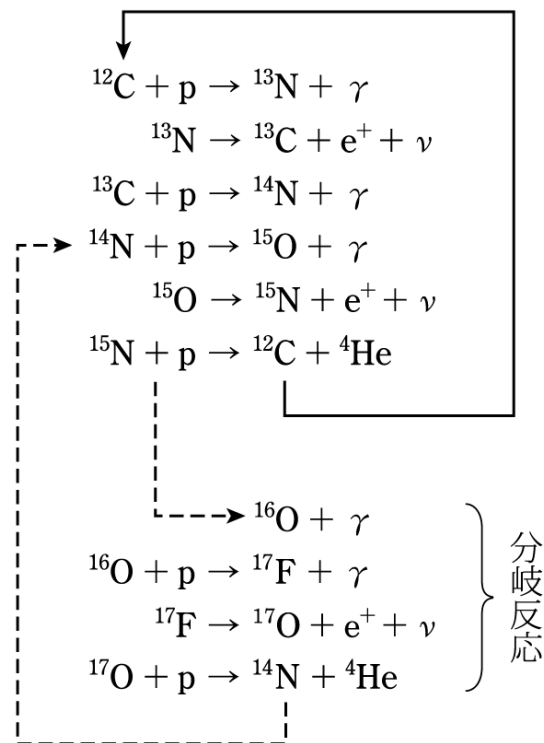 ¹²C + p → ¹³N + γ
¹³N → ¹³C + e⁺ + ν
¹³C + p → ¹⁴N + γ
¹⁴N + p → ¹⁵O + γ
¹⁵O → ¹⁵N + e⁺ + ν
¹⁵N + p → ¹²C + ⁴He
¹⁶O + γ
¹⁶O + p → ¹⁷F + γ
¹⁷F → ¹⁷O + e⁺ + ν
¹⁷O + p → ¹⁴N + ⁴He
分岐反応